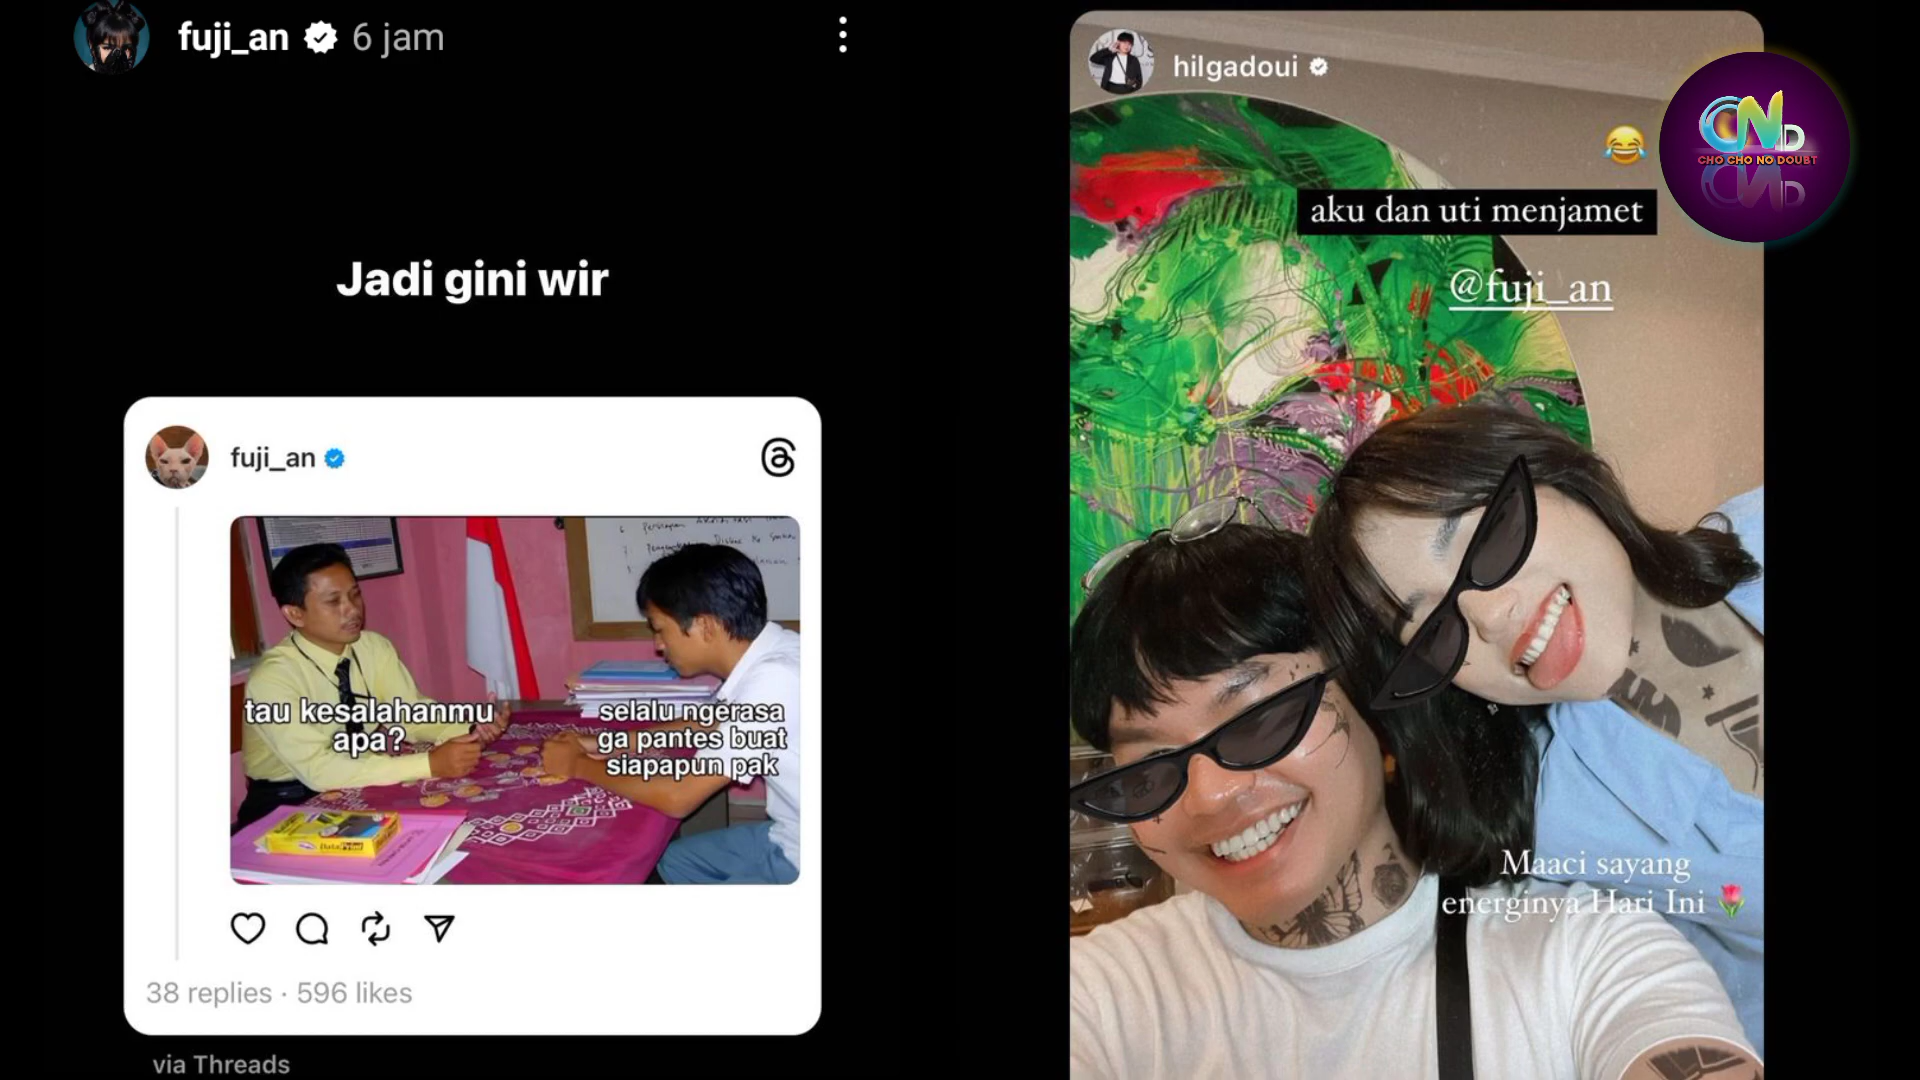 fuji_an 6 jam
Jadi gini wir
fuji_an
tau kesalahanmu
apa?
selalu ngerasa
ga pantes buat
siapapun pak
38 replies · 596 likes
via Threads
hilgadoui
😂
aku dan uti menjamet
@fuji_an
Maaci sayang
energinya Hari Ini 🌷
CND
CHO CHO NO DOUBT